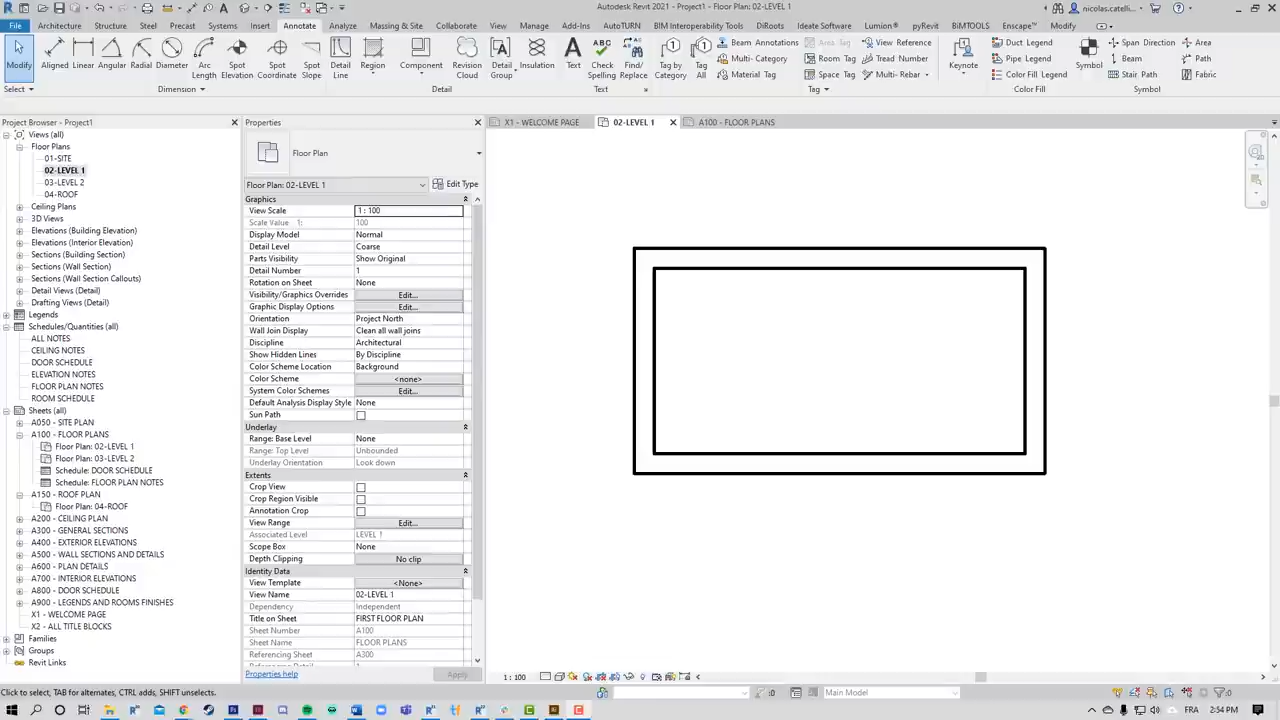 Autodesk Revit 2021 - Project1 - Floor Plan: 02-LEVEL 1
nicolas.catelli...
File Architecture Structure Steel Precast Systems Insert Annotate Analyze Massing & Site Collaborate View Manage Add-Ins AutoTURN BIM Interoperability Tools DiRoots Ideate Software Lumion® pyRevit BiMTOOLS Enscape™ Modify
Modify Aligned Linear Angular Radial Diameter Arc Length Spot Elevation Spot Coordinate Spot Slope Detail Line Region Component Revision Cloud Detail Group Insulation Text Check Spelling Find/ Replace Tag by Category Tag All
Beam Annotations Area Tag View Reference
Multi- Category Room Tag Tread Number
Material Tag Space Tag Multi- Rebar
Keynote
Duct Legend
Pipe Legend
Color Fill Legend
Symbol
Span Direction Area
Beam Path
Stair Path Fabric
Select Dimension Detail Text Tag Color Fill Symbol
Project Browser - Project1
Views (all)
Floor Plans
01-SITE
02-LEVEL 1
03-LEVEL 2
04-ROOF
Ceiling Plans
3D Views
Elevations (Building Elevation)
Elevations (Interior Elevation)
Sections (Building Section)
Sections (Wall Section)
Sections (Wall Section Callouts)
Detail Views (Detail)
Drafting Views (Detail)
Legends
Schedules/Quantities (all)
ALL NOTES
CEILING NOTES
DOOR SCHEDULE
ELEVATION NOTES
FLOOR PLAN NOTES
ROOM SCHEDULE
Sheets (all)
A050 - SITE PLAN
A100 - FLOOR PLANS
Floor Plan: 02-LEVEL 1
Floor Plan: 03-LEVEL 2
Schedule: DOOR SCHEDULE
Schedule: FLOOR PLAN NOTES
A150 - ROOF PLAN
Floor Plan: 04-ROOF
A200 - CEILING PLAN
A300 - GENERAL SECTIONS
A400 - EXTERIOR ELEVATIONS
A500 - WALL SECTIONS AND DETAILS
A600 - PLAN DETAILS
A700 - INTERIOR ELEVATIONS
A800 - DOOR SCHEDULE
A900 - LEGENDS AND ROOMS FINISHES
X1 - WELCOME PAGE
X2 - ALL TITLE BLOCKS
Families
Groups
Revit Links
Properties
Floor Plan
Floor Plan: 02-LEVEL 1 Edit Type
Graphics
View Scale 1 : 100
Scale Value 1: 100
Display Model Normal
Detail Level Coarse
Parts Visibility Show Original
Detail Number 1
Rotation on Sheet None
Visibility/Graphics Overrides Edit...
Graphic Display Options Edit...
Orientation Project North
Wall Join Display Clean all wall joins
Discipline Architectural
Show Hidden Lines By Discipline
Color Scheme Location Background
Color Scheme <none>
System Color Schemes Edit...
Default Analysis Display Style None
Sun Path
Underlay
Range: Base Level None
Range: Top Level Unbounded
Underlay Orientation Look down
Extents
Crop View
Crop Region Visible
Annotation Crop
View Range Edit...
Associated Level LEVEL 1
Scope Box None
Depth Clipping No clip
Identity Data
View Template <None>
View Name 02-LEVEL 1
Dependency Independent
Title on Sheet FIRST FLOOR PLAN
Sheet Number A100
Sheet Name FLOOR PLANS
Referencing Sheet A300
Properties help Apply
X1 - WELCOME PAGE 02-LEVEL 1 A100 - FLOOR PLANS
1 : 100
Click to select, TAB for alternates, CTRL adds, SHIFT unselects.
:0 Main Model :0
FRA 2:54 PM